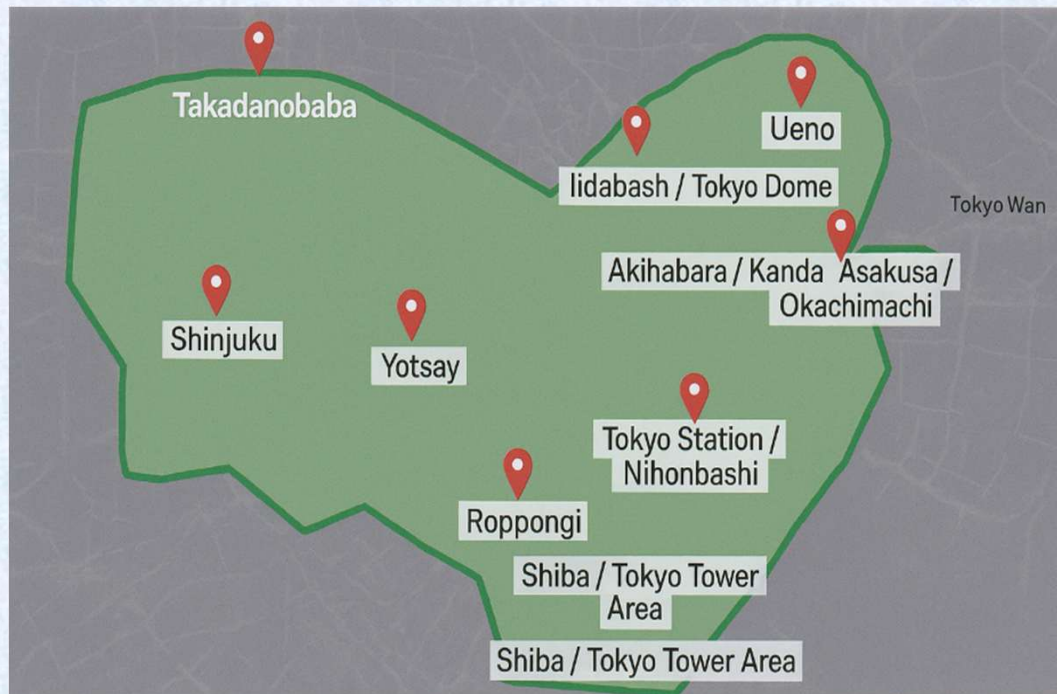 Takadanobaba
Ueno
Iidabash / Tokyo Dome
Tokyo Wan
Akihabara / Kanda Asakusa /
Okachimachi
Shinjuku
Yotsay
Tokyo Station /
Nihonbashi
Roppongi
Shiba / Tokyo Tower
Area
Shiba / Tokyo Tower Area